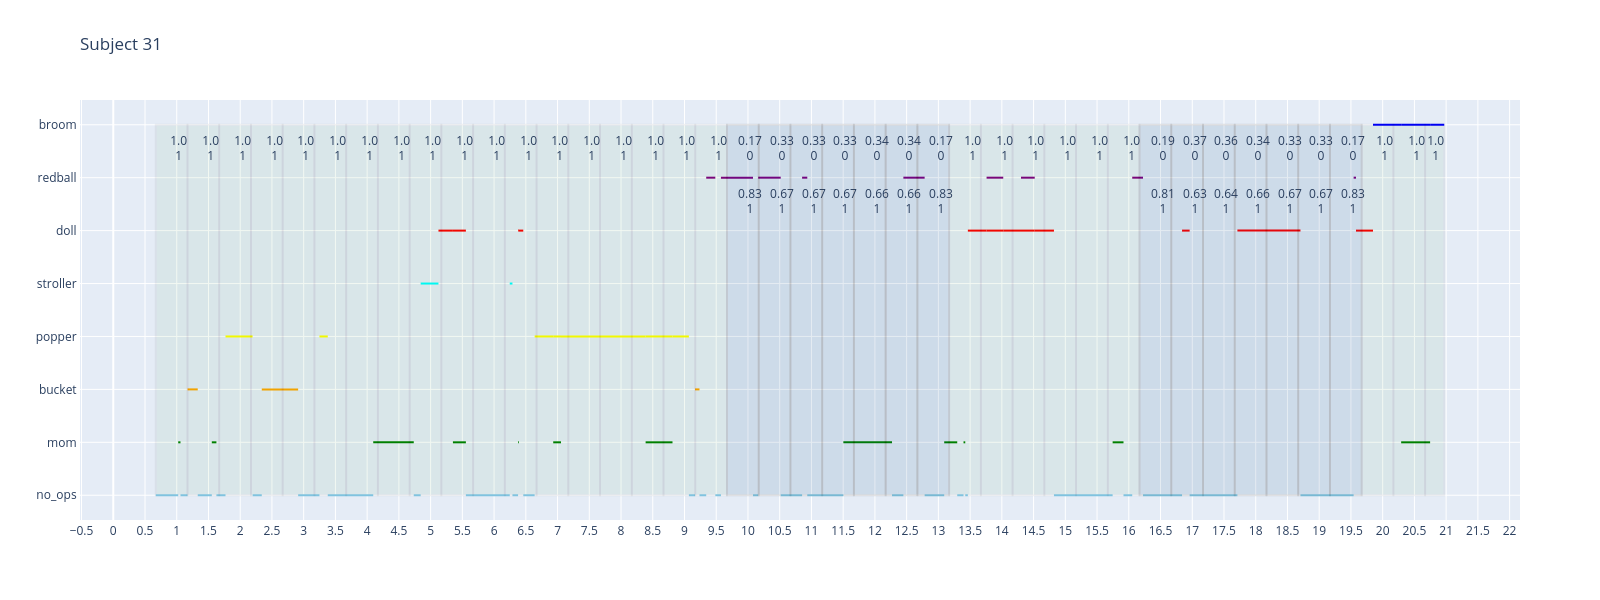 Subject 31
broom
1.0 1.0 1.0 1.0 1.0 1.0 1.0 1.0 1.0 1.0 1.0 1.0 1.0 1.0 1.0 1.0 1.0 1.0 0.17 0.33 0.33 0.33 0.34 0.34 0.17 1.0 1.0 1.0 1.0 1.0 1.0 0.19 0.37 0.36 0.34 0.33 0.33 0.17 1.0 1.0 1.0
1 1 1 1 1 1 1 1 1 1 1 1 1 1 1 1 1 1 0 0 0 0 0 0 0 1 1 1 1 1 1 0 0 0 0 0 0 0 1 1 1
redball
0.83 0.67 0.67 0.67 0.66 0.66 0.83 0.81 0.63 0.64 0.66 0.67 0.67 0.83
1 1 1 1 1 1 1 1 1 1 1 1 1 1
doll
stroller
popper
bucket
mom
no_ops
−0.5 0 0.5 1 1.5 2 2.5 3 3.5 4 4.5 5 5.5 6 6.5 7 7.5 8 8.5 9 9.5 10 10.5 11 11.5 12 12.5 13 13.5 14 14.5 15 15.5 16 16.5 17 17.5 18 18.5 19 19.5 20 20.5 21 21.5 22